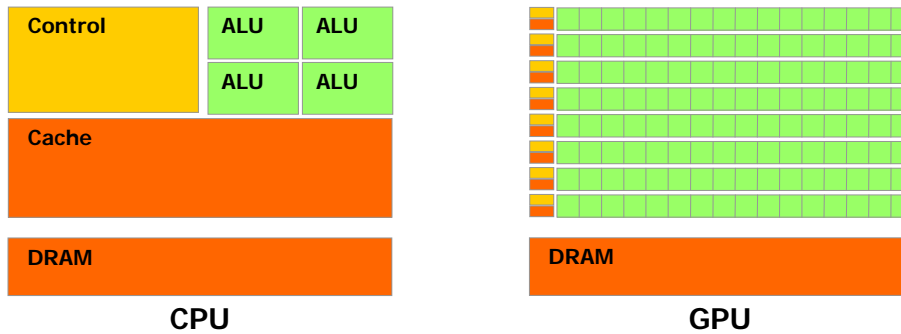 Control
ALU
ALU
ALU
ALU
Cache
DRAM
CPU
DRAM
GPU